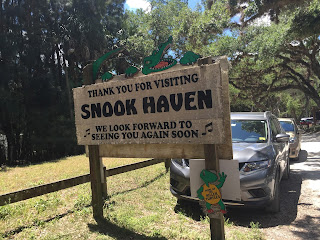 THANK YOU FOR VISITING
SNOOK HAVEN
WE LOOK FORWARD TO
SEEING YOU AGAIN SOON